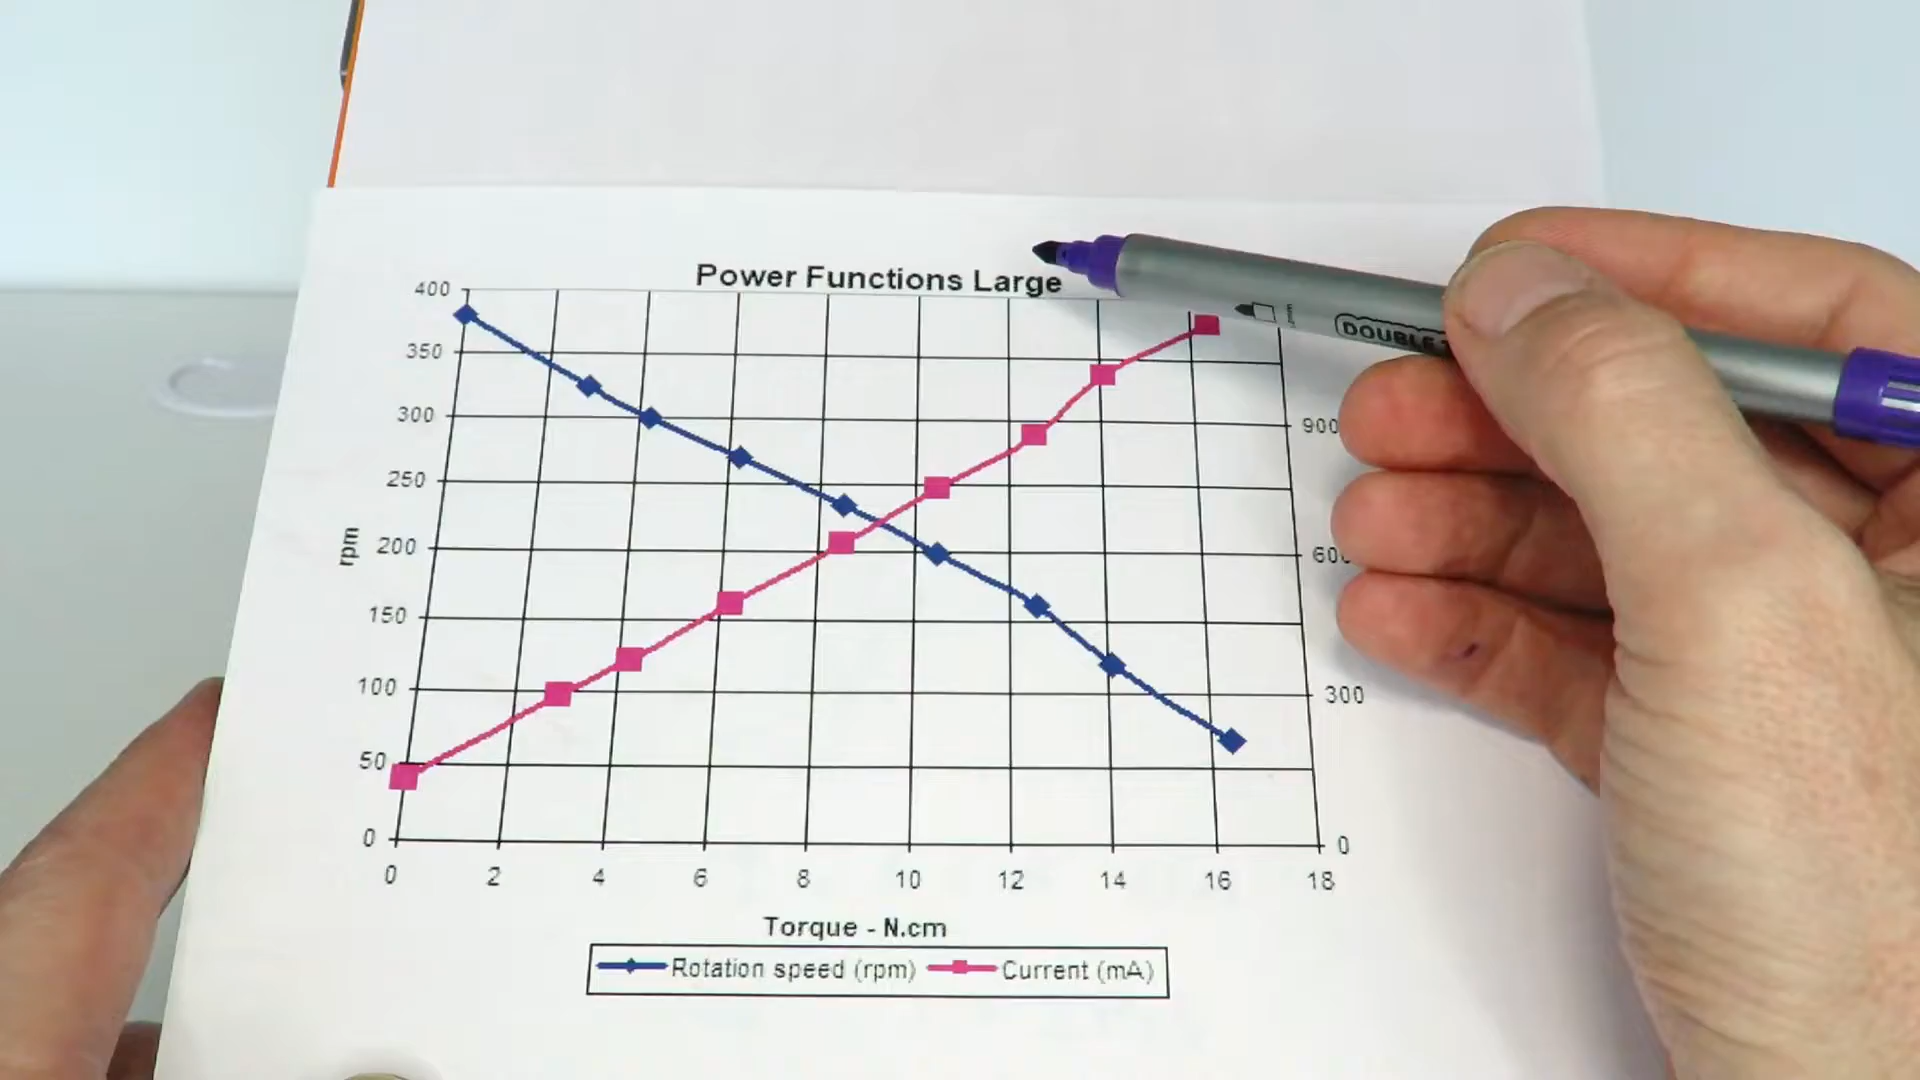 Power Functions Large
400
350
300
250
200
150
100
50
0
rpm
900
300
0
0 2 4 6 8 10 12 14 16 18
Torque - N.cm
Rotation speed (rpm) Current (mA)
DOUBLE